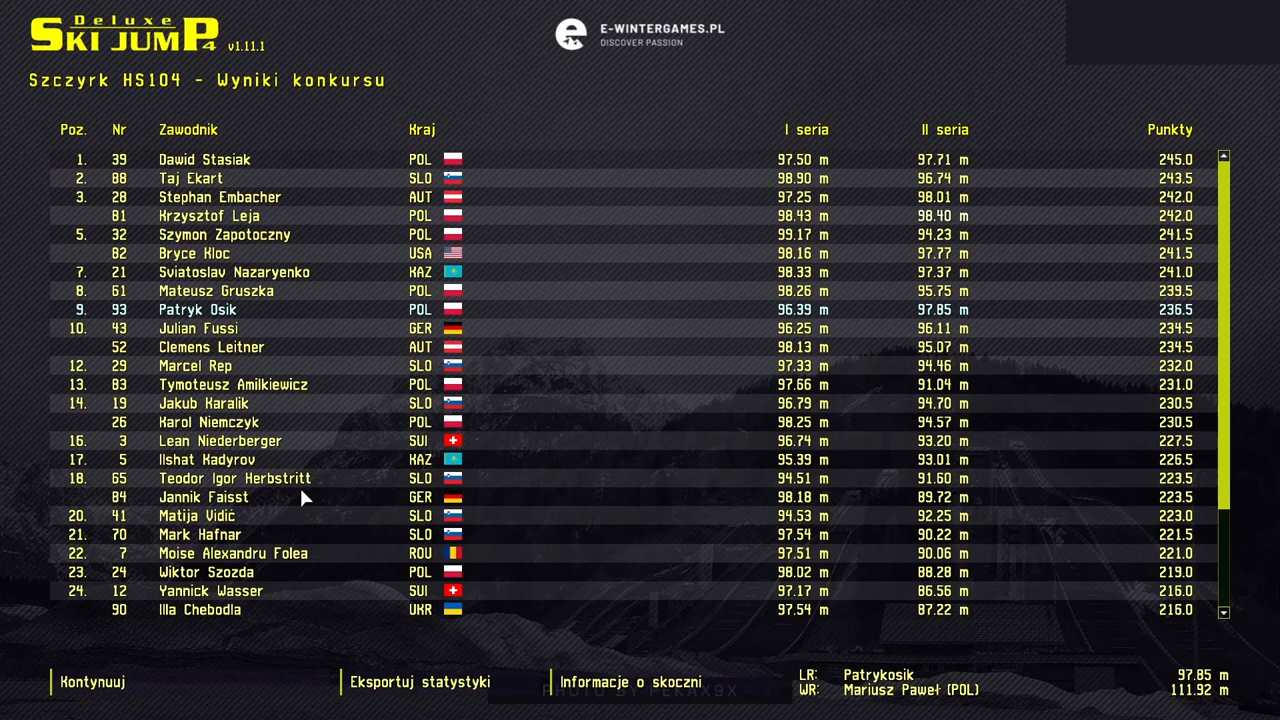 Deluxe
SKI JUMP 4 v1.11.1
E-WINTERGAMES.PL
DISCOVER PASSION
Szczyrk HS104 - Wyniki konkursu
Poz. Nr Zawodnik Kraj I seria II seria Punkty
1. 39 Dawid Stasiak POL 97.50 m 97.71 m 245.0
2. 88 Taj Ekart SLO 98.90 m 96.74 m 243.5
3. 28 Stephan Embacher AUT 97.25 m 98.01 m 242.0
81 Krzysztof Leja POL 98.43 m 98.40 m 242.0
5. 32 Szymon Zapotoczny POL 99.17 m 94.23 m 241.5
82 Bryce Kloc USA 98.16 m 97.77 m 241.5
7. 21 Sviatoslav Nazaryenko KAZ 98.33 m 97.37 m 241.0
8. 61 Mateusz Gruszka POL 98.26 m 95.75 m 239.5
9. 93 Patryk Osik POL 96.39 m 97.85 m 236.5
10. 43 Julian Fussi GER 96.25 m 96.11 m 234.5
52 Clemens Leitner AUT 98.13 m 95.07 m 234.5
12. 29 Marcel Rep SLO 97.33 m 94.46 m 232.0
13. 83 Tymoteusz Amilkiewicz POL 97.66 m 91.04 m 231.0
14. 19 Jakub Karalik SLO 96.79 m 94.70 m 230.5
26 Karol Niemczyk POL 98.25 m 94.57 m 230.5
16. 3 Lean Niederberger SUI 96.74 m 93.20 m 227.5
17. 5 Ilshat Kadyrov KAZ 95.39 m 93.01 m 226.5
18. 65 Teodor Igor Herbstritt SLO 94.51 m 91.60 m 223.5
84 Jannik Faisst GER 98.18 m 89.72 m 223.5
20. 41 Matija Vidić SLO 94.53 m 92.25 m 223.0
21. 70 Mark Hafnar SLO 97.54 m 90.22 m 221.5
22. 7 Moise Alexandru Folea ROU 97.51 m 90.06 m 221.0
23. 24 Wiktor Szozda POL 98.02 m 88.28 m 219.0
24. 12 Yannick Wasser SUI 97.17 m 86.56 m 216.0
90 Illa Chebodla UKR 97.54 m 87.22 m 216.0
Kontynuuj Eksportuj statystyki Informacje o skoczni
LR: Patrykosik 97.85 m
WR: Mariusz Paweł (POL) 111.92 m
PHOTO BY PEKAX9X